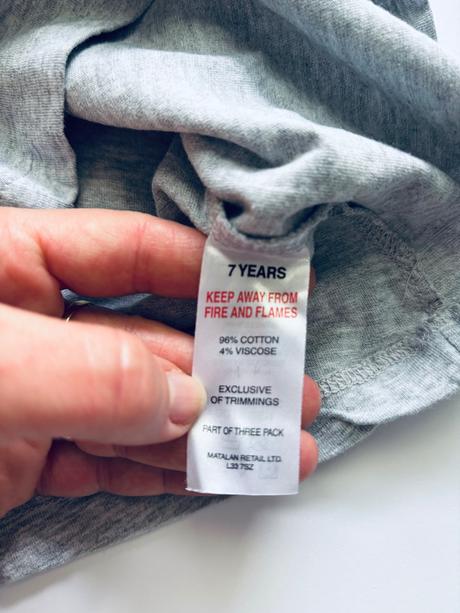 7 YEARS
KEEP AWAY FROM
FIRE AND FLAMES
96% COTTON
4% VISCOSE
EXCLUSIVE
OF TRIMMINGS
PART OF THREE PACK
MATALAN RETAIL LTD.
L33 7SZ